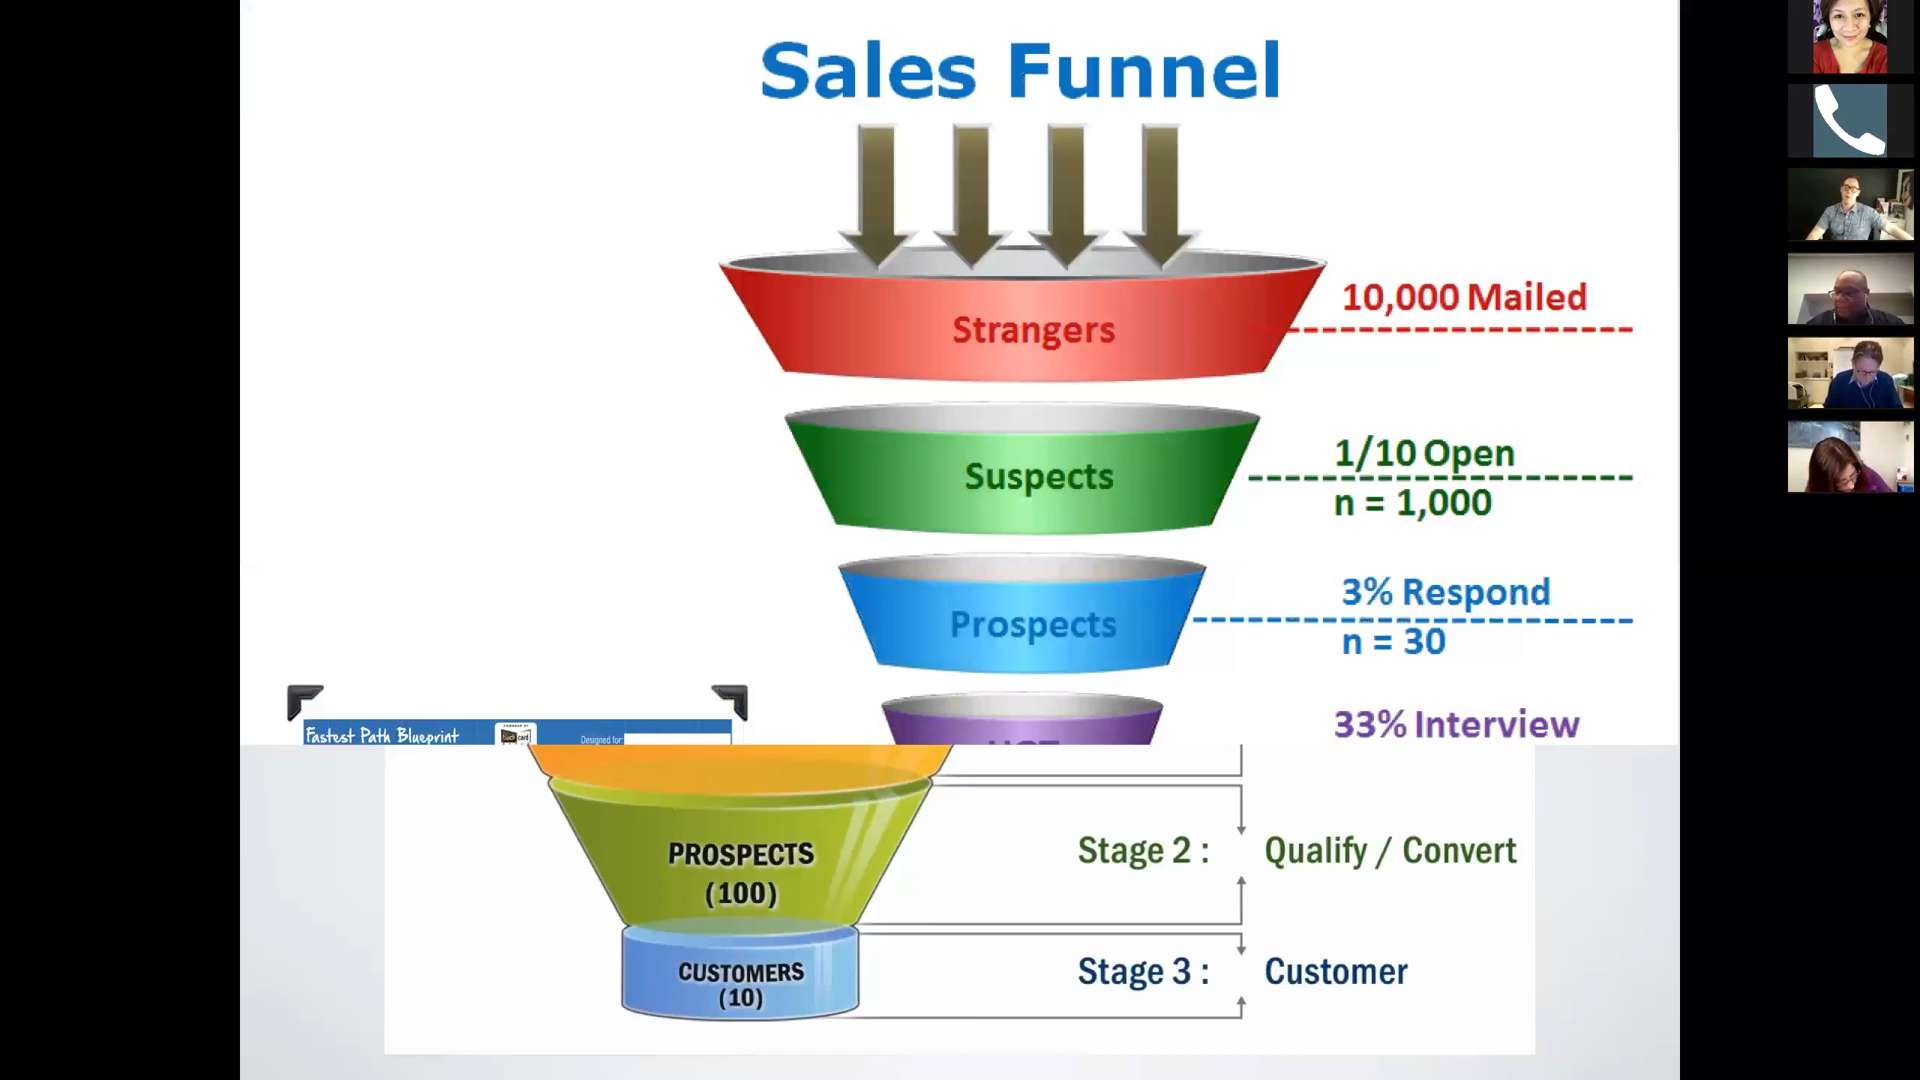 Sales Funnel
Strangers
10,000 Mailed
Suspects
1/10 Open
n = 1,000
Prospects
3% Respond
n = 30
33% Interview
Fastest Path Blueprint
Designed for:
PROSPECTS
(100)
Stage 2 : Qualify / Convert
CUSTOMERS
(10)
Stage 3 : Customer